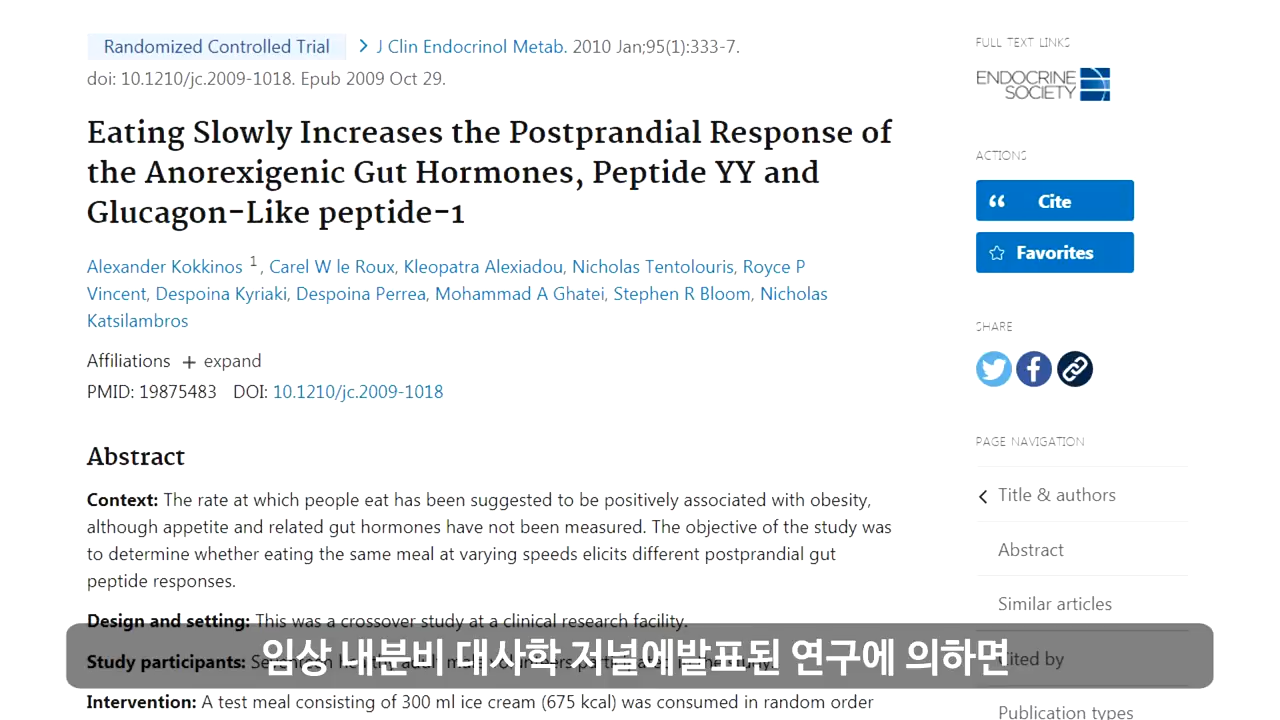 Randomized Controlled Trial > J Clin Endocrinol Metab. 2010 Jan;95(1):333-7.
doi: 10.1210/jc.2009-1018. Epub 2009 Oct 29.
Eating Slowly Increases the Postprandial Response of
the Anorexigenic Gut Hormones, Peptide YY and
Glucagon-Like peptide-1
Alexander Kokkinos 1, Carel W le Roux, Kleopatra Alexiadou, Nicholas Tentolouris, Royce P
Vincent, Despoina Kyriaki, Despoina Perrea, Mohammad A Ghatei, Stephen R Bloom, Nicholas
Katsilambros
Affiliations + expand
PMID: 19875483 DOI: 10.1210/jc.2009-1018
Abstract
Context: The rate at which people eat has been suggested to be positively associated with obesity,
although appetite and related gut hormones have not been measured. The objective of the study was
to determine whether eating the same meal at varying speeds elicits different postprandial gut
peptide responses.
Design and setting: This was a crossover study at a clinical research facility.
Study participants:
임상 내분비 대사학 저널에발표된 연구에 의하면
Intervention: A test meal consisting of 300 ml ice cream (675 kcal) was consumed in random order
FULL TEXT LINKS
ENDOCRINE
SOCIETY
ACTIONS
Cite
Favorites
SHARE
PAGE NAVIGATION
Title & authors
Abstract
Similar articles
Cited by
Publication types